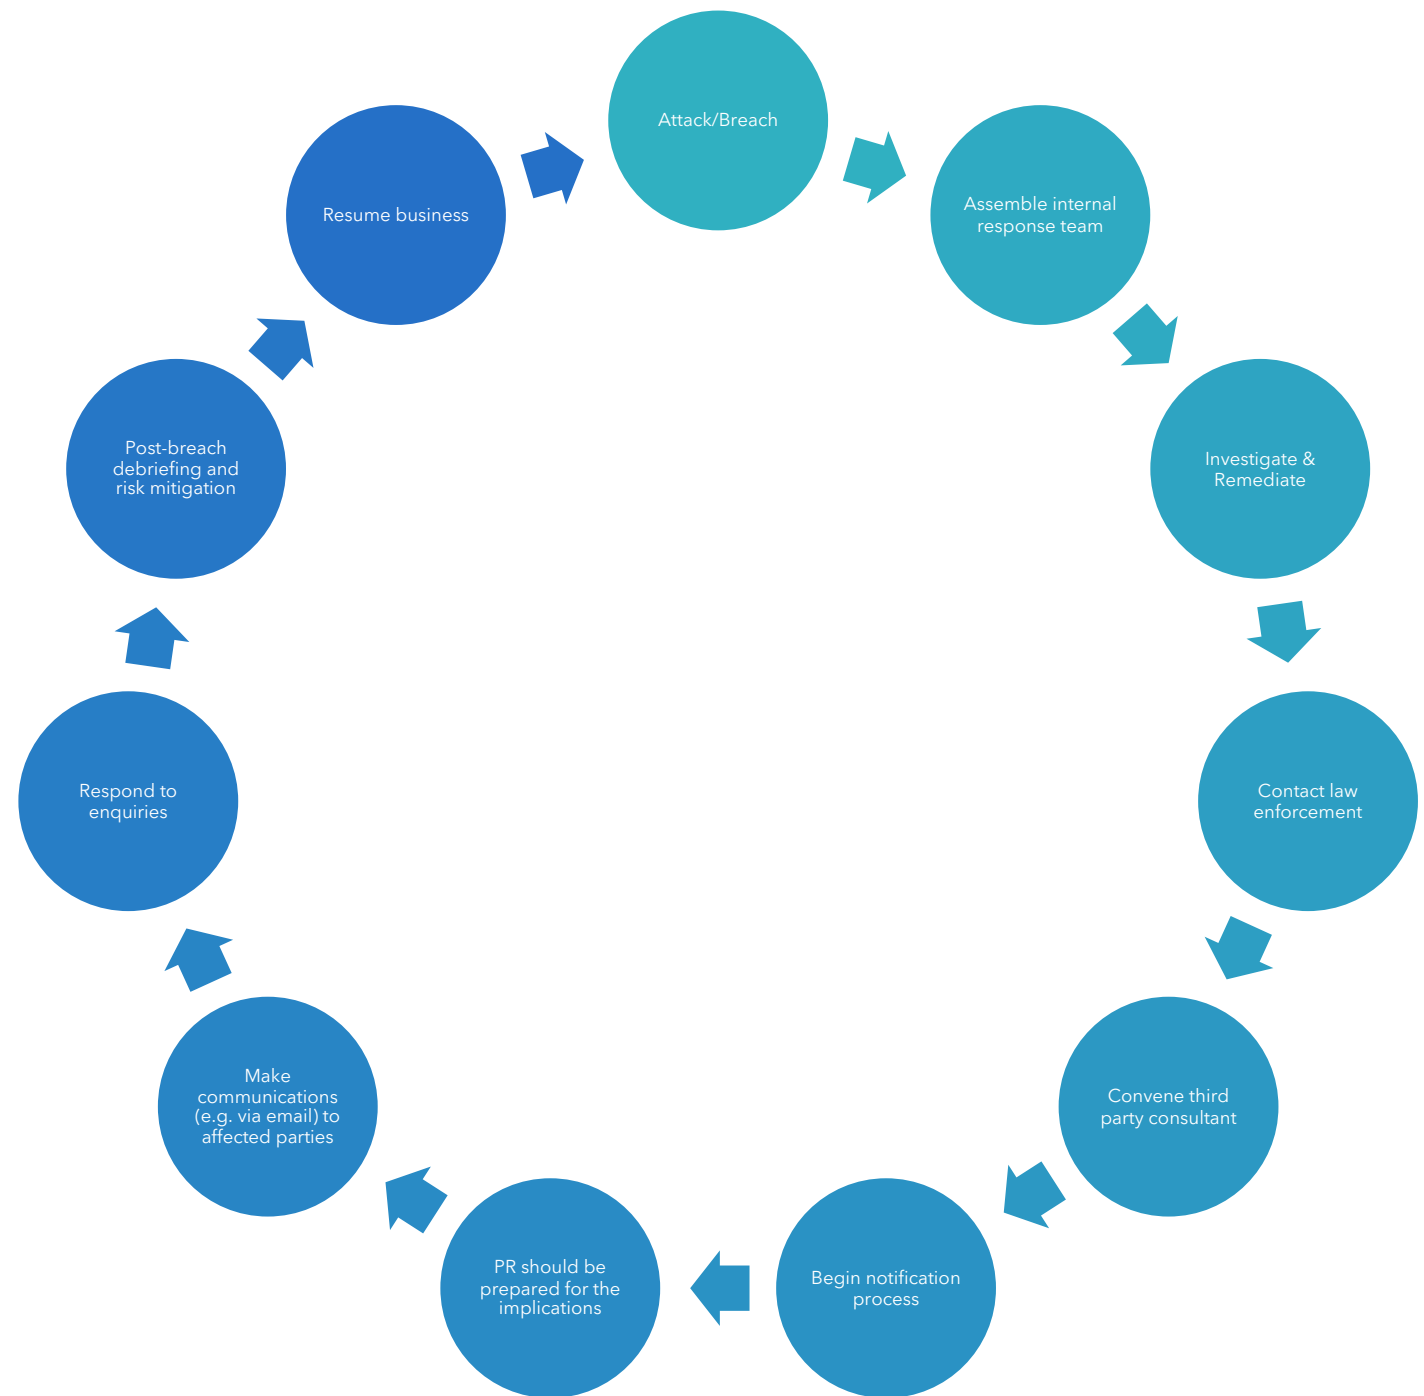 Attack/Breach
Assemble internal
response team
Investigate &
Remediate
Contact law
enforcement
Convene third
party consultant
Begin notification
process
PR should be
prepared for the
implications
Make
communications
(e.g. via email) to
affected parties
Respond to
enquiries
Post-breach
debriefing and
risk mitigation
Resume business